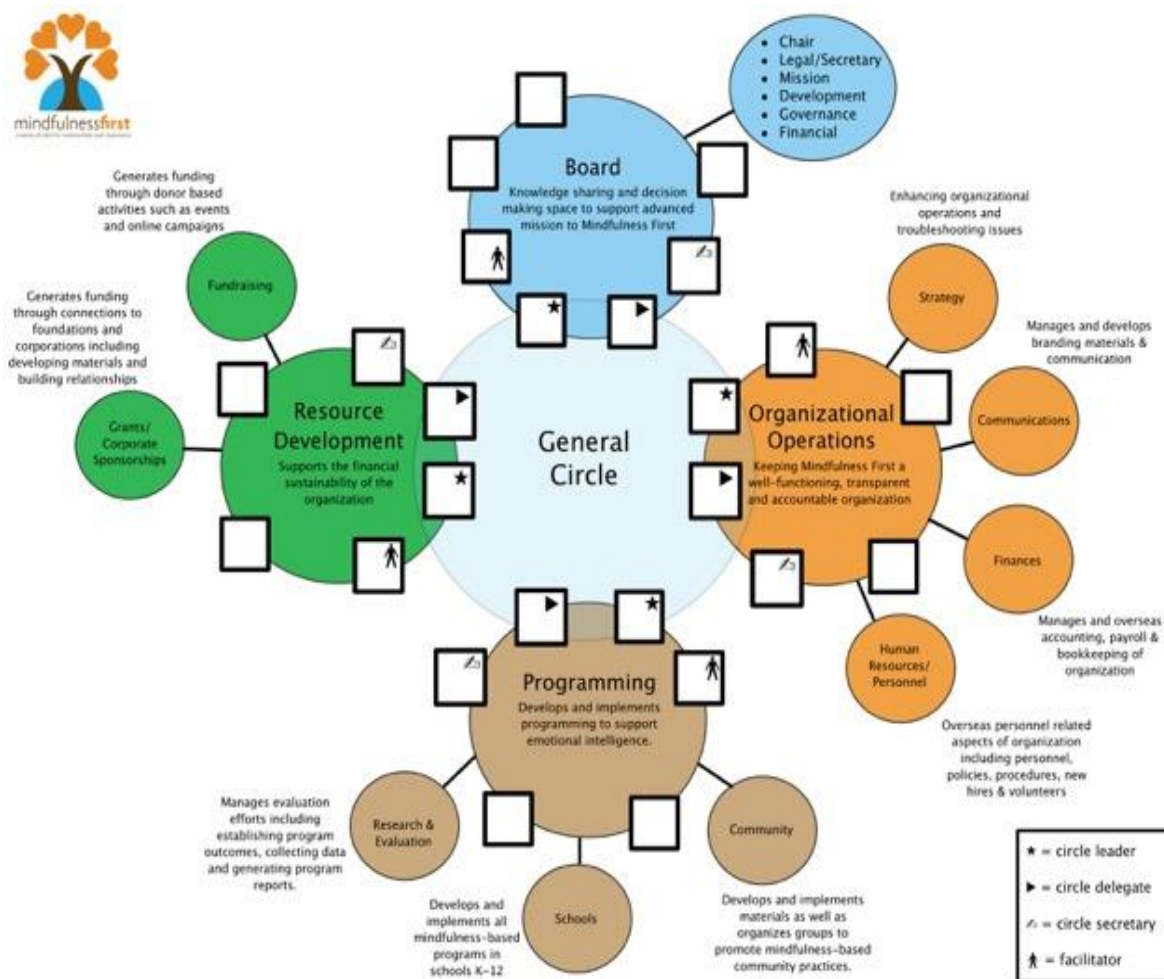 mindfulnessfirst
• Chair
• Legal/Secretary
• Mission
• Development
• Governance
• Financial
Board
Knowledge sharing and decision
making space to support advanced
mission to Mindfulness First
Generates funding
through donor based
activities such as events
and online campaigns
Fundraising
Generates funding
through connections to
foundations and
corporations including
developing materials and
building relationships
Grants/
Corporate
Sponsorships
Resource
Development
Supports the financial
sustainability of the
organization
General
Circle
Enhancing organizational
operations and
troubleshooting issues
Strategy
Manages and develops
branding materials &
communication
Communications
Organizational
Operations
Keeping Mindfulness First a
well-functioning, transparent
and accountable organization
Finances
Manages and overseas
accounting, payroll &
bookkeeping of
organization
Human
Resources/
Personnel
Overseas personnel related
aspects of organization
including personnel,
policies, procedures, new
hires & volunteers
Programming
Develops and implements
programming to support
emotional intelligence.
Manages evaluation
efforts including
establishing program
outcomes, collecting data
and generating program
reports.
Research &
Evaluation
Develops and
implements all
mindfulness-based
programs in
schools K-12
Schools
Community
Develops and implements
materials as well as
organizes groups to
promote mindfulness-based
community practices.
★ = circle leader
▶ = circle delegate
✍ = circle secretary
= facilitator